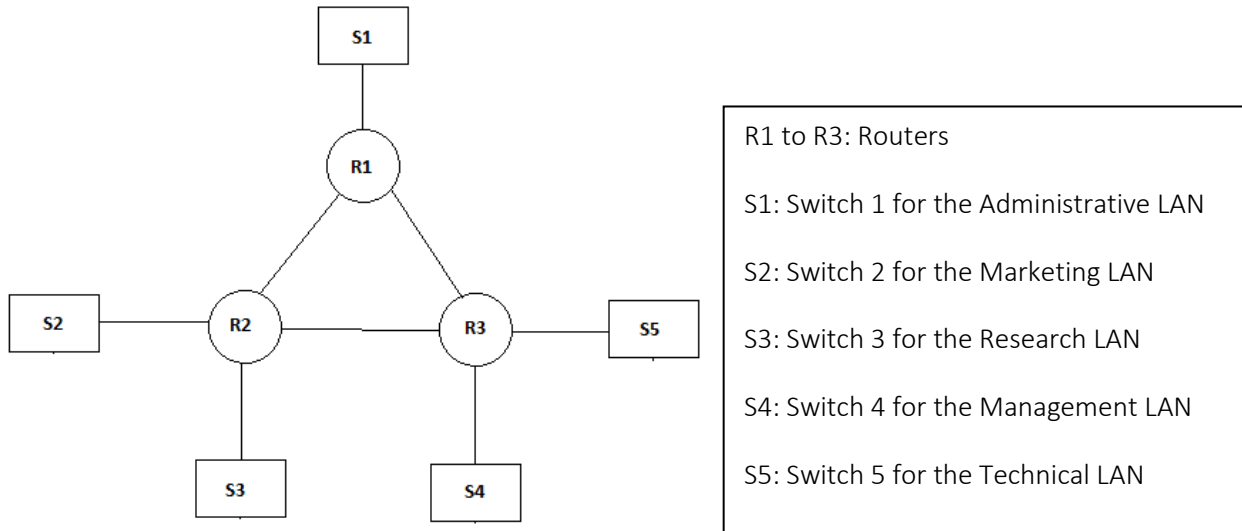 S1
R1
S2
R2
R3
S5
S3
S4
R1 to R3: Routers
S1: Switch 1 for the Administrative LAN
S2: Switch 2 for the Marketing LAN
S3: Switch 3 for the Research LAN
S4: Switch 4 for the Management LAN
S5: Switch 5 for the Technical LAN